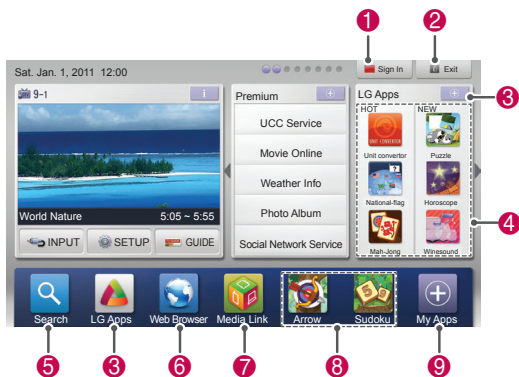 1
2
Sat. Jan. 1, 2011 12:00
Sign In
Exit
9-1
i
Premium
LG Apps
3
HOT
NEW
UCC Service
Movie Online
Weather Info
Photo Album
Social Network Service
UNIT CONVERTOR
Unit convertor
Puzzle
National-flag
Horoscope
Mah-Jong
Winesound
4
World Nature
5:05 ~ 5:55
INPUT
SETUP
GUIDE
Search
LG Apps
Web Browser
Media Link
Arrow
Sudoku
My Apps
5
3
6
7
8
9